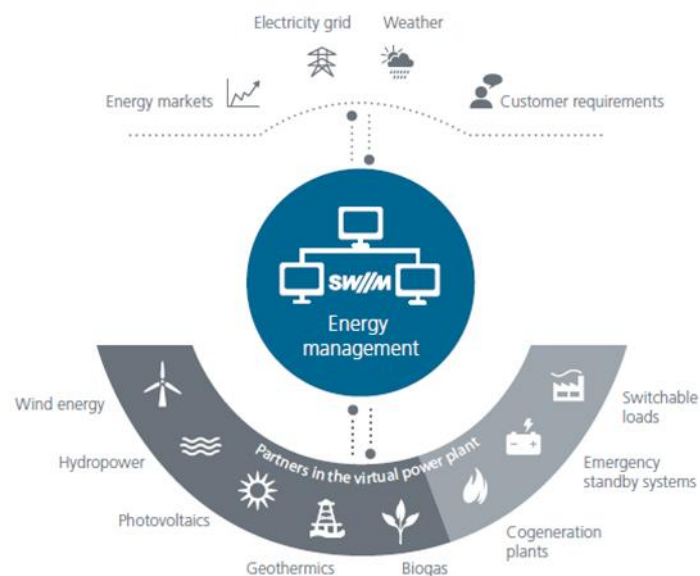 Electricity grid
Weather
Energy markets
Customer requirements
SW//M
Energy
management
Partners in the virtual power plant
Wind energy
Hydropower
Photovoltaics
Geothermics
Biogas
Cogeneration
plants
Emergency
standby systems
Switchable
loads